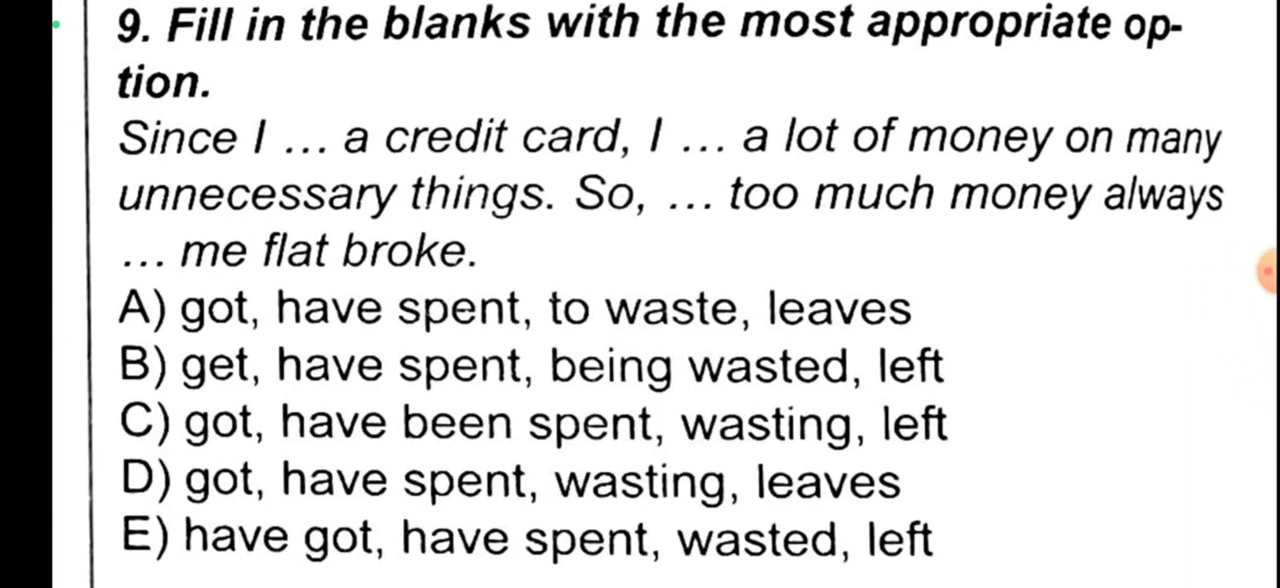 9. Fill in the blanks with the most appropriate op-
tion.
Since I ... a credit card, I ... a lot of money on many
unnecessary things. So, ... too much money always
... me flat broke.
A) got, have spent, to waste, leaves
B) get, have spent, being wasted, left
C) got, have been spent, wasting, left
D) got, have spent, wasting, leaves
E) have got, have spent, wasted, left